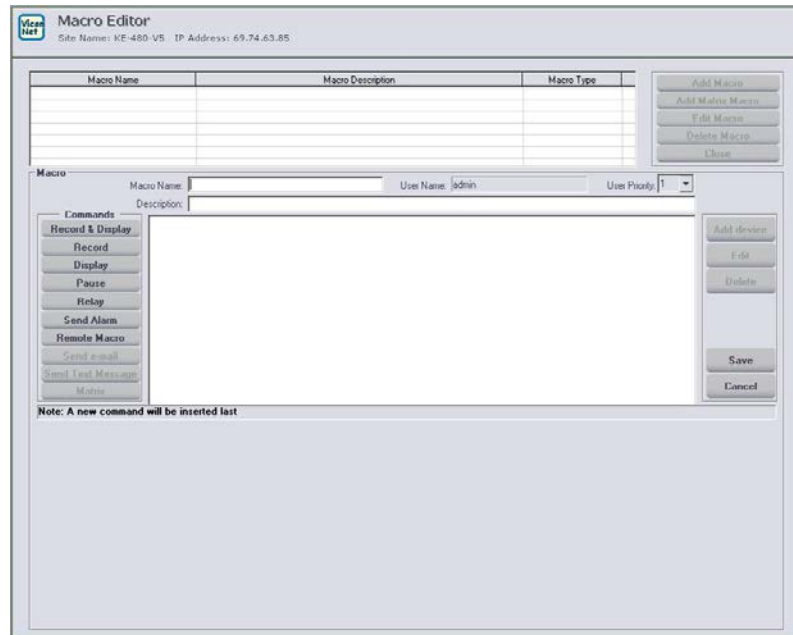 Vicon
Net
Macro Editor
Site Name: KE-480-V5 IP Address: 69.74.63.85
Macro Name Macro Description Macro Type
Add Macro
Add Matrix Macro
Edit Macro
Delete Macro
Close
Macro
Macro Name: User Name: admin User Priority: 1
Description:
Commands
Record & Display
Record
Display
Pause
Relay
Send Alarm
Remote Macro
Send e-mail
Send Text Message
Matrix
Add device
Edit
Delete
Save
Cancel
Note: A new command will be inserted last